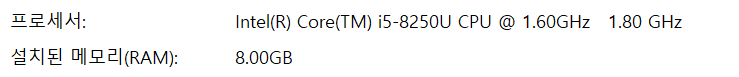 프로세서: Intel(R) Core(TM) i5-8250U CPU @ 1.60GHz 1.80 GHz
설치된 메모리(RAM): 8.00GB